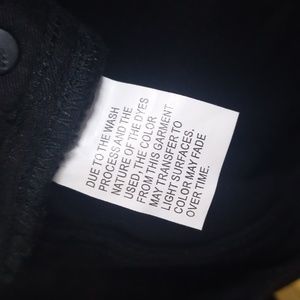 DUE TO THE WASH
PROCESS AND THE
NATURE OF THE DYES
USED, THE COLOR
FROM THIS GARMENT
MAY TRANSFER TO
LIGHT SURFACES.
COLOR MAY FADE
OVER TIME.